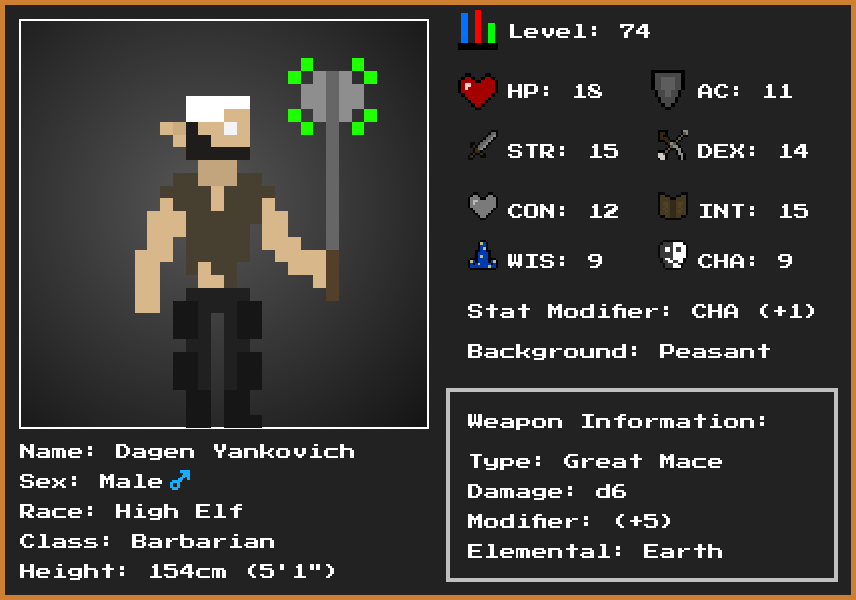 Level: 74
HP: 18
AC: 11
STR: 15
DEX: 14
CON: 12
INT: 15
WIS: 9
CHA: 9
Stat Modifier: CHA (+1)
Background: Peasant
Weapon Information:
Type: Great Mace
Damage: d6
Modifier: (+5)
Elemental: Earth
Name: Dagen Yankovich
Sex: Male ♂
Race: High Elf
Class: Barbarian
Height: 154cm (5'1")